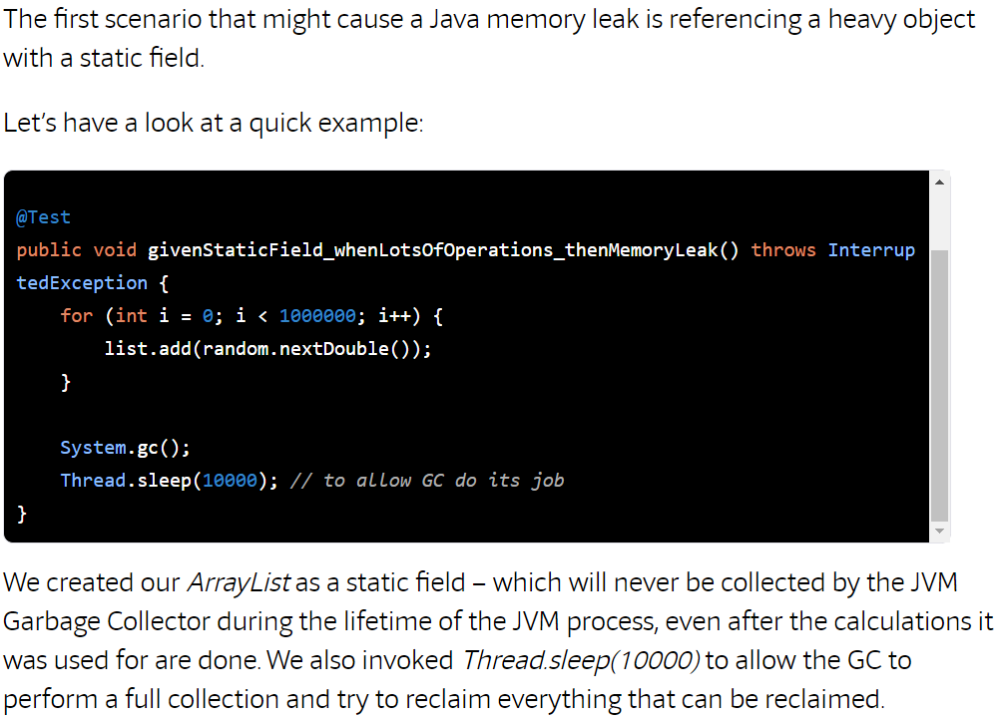 The first scenario that might cause a Java memory leak is referencing a heavy object
with a static field.
Let's have a look at a quick example:
@Test
public void givenStaticField_whenLotsOfOperations_thenMemoryLeak() throws Interrup
tedException {
    for (int i = 0; i < 1000000; i++) {
        list.add(random.nextDouble());
    }
    System.gc();
    Thread.sleep(10000); // to allow GC do its job
}
We created our ArrayList as a static field – which will never be collected by the JVM
Garbage Collector during the lifetime of the JVM process, even after the calculations it
was used for are done. We also invoked Thread.sleep(10000) to allow the GC to
perform a full collection and try to reclaim everything that can be reclaimed.